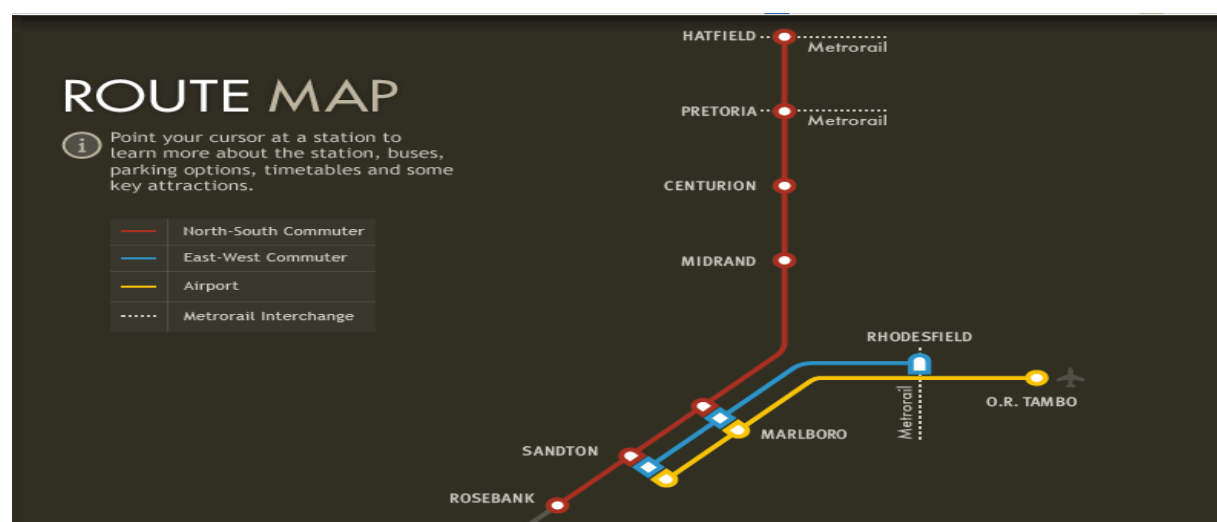 HATFIELD
Metrorail
ROUTE MAP
PRETORIA
Metrorail
i
Point your cursor at a station to
learn more about the station, buses,
parking options, timetables and some
key attractions.
CENTURION
North-South Commuter
East-West Commuter
MIDRAND
Airport
Metrorail Interchange
RHODESFIELD
Metrorail
O.R. TAMBO
MARLBORO
SANDTON
ROSEBANK